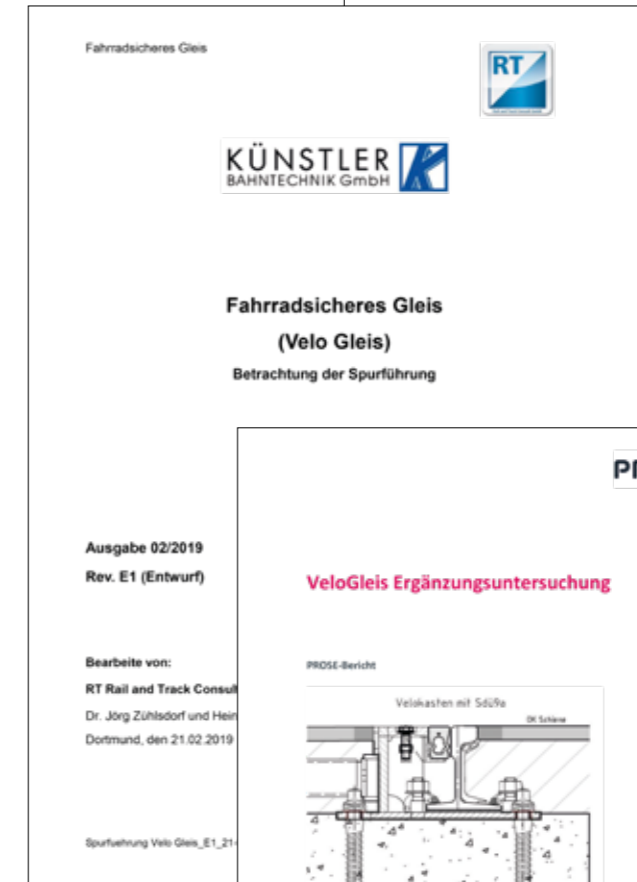 Fahrradsicheres Gleis
RT
KÜNSTLER
BAHNTECHNIK GmbH
Fahrradsicheres Gleis
(Velo Gleis)
Betrachtung der Spurführung
Ausgabe 02/2019
Rev. E1 (Entwurf)
Bearbeite von:
RT Rail and Track Consul
Dr. Jörg Zühlsdorf und Hein
Dortmund, den 21.02.2019
Spurfuehrung Velo Gleis_E1_21-
PR
VeloGleis Ergänzungsuntersuchung
PROSE-Bericht
Velokasten mit Sdü9a
OK Schiene